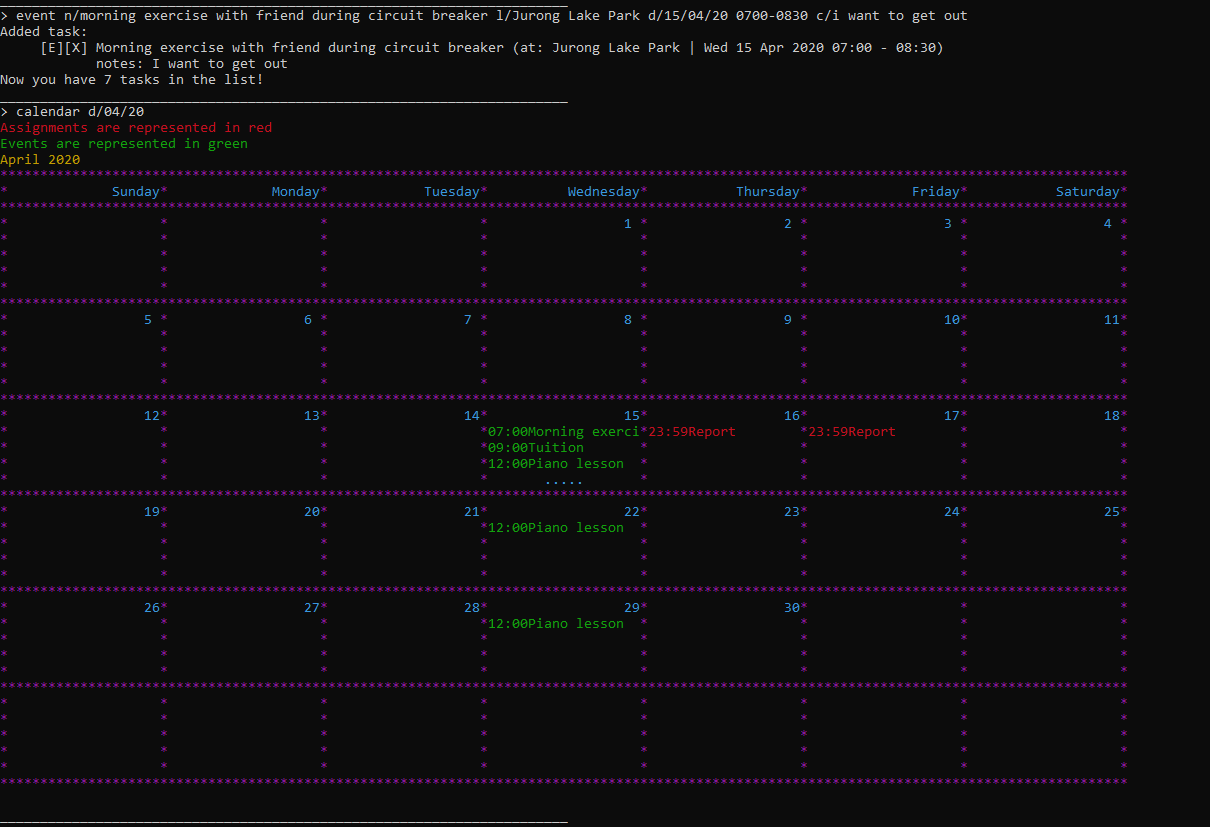 > event n/morning exercise with friend during circuit breaker l/Jurong Lake Park d/15/04/20 0700-0830 c/i want to get out
Added task:
[E][X] Morning exercise with friend during circuit breaker (at: Jurong Lake Park | Wed 15 Apr 2020 07:00 - 08:30)
notes: I want to get out
Now you have 7 tasks in the list!
> calendar d/04/20
Assignments are represented in red
Events are represented in green
April 2020
Sunday* Monday* Tuesday* Wednesday* Thursday* Friday* Saturday*
* * * 1 * 2 * 3 * 4 *
* 5 * 6 * 7 * 8 * 9 * 10* 11*
* 12* 13* 14* 15* 16* 17* 18*
* * * *07:00Morning exerci*23:59Report *23:59Report * *
* * * *09:00Tuition * * * *
* * * *12:00Piano lesson * * * *
* * * * ..... * * * *
* 19* 20* 21* 22* 23* 24* 25*
* * * *12:00Piano lesson * * * *
* 26* 27* 28* 29* 30* * *
* * * *12:00Piano lesson * * * *